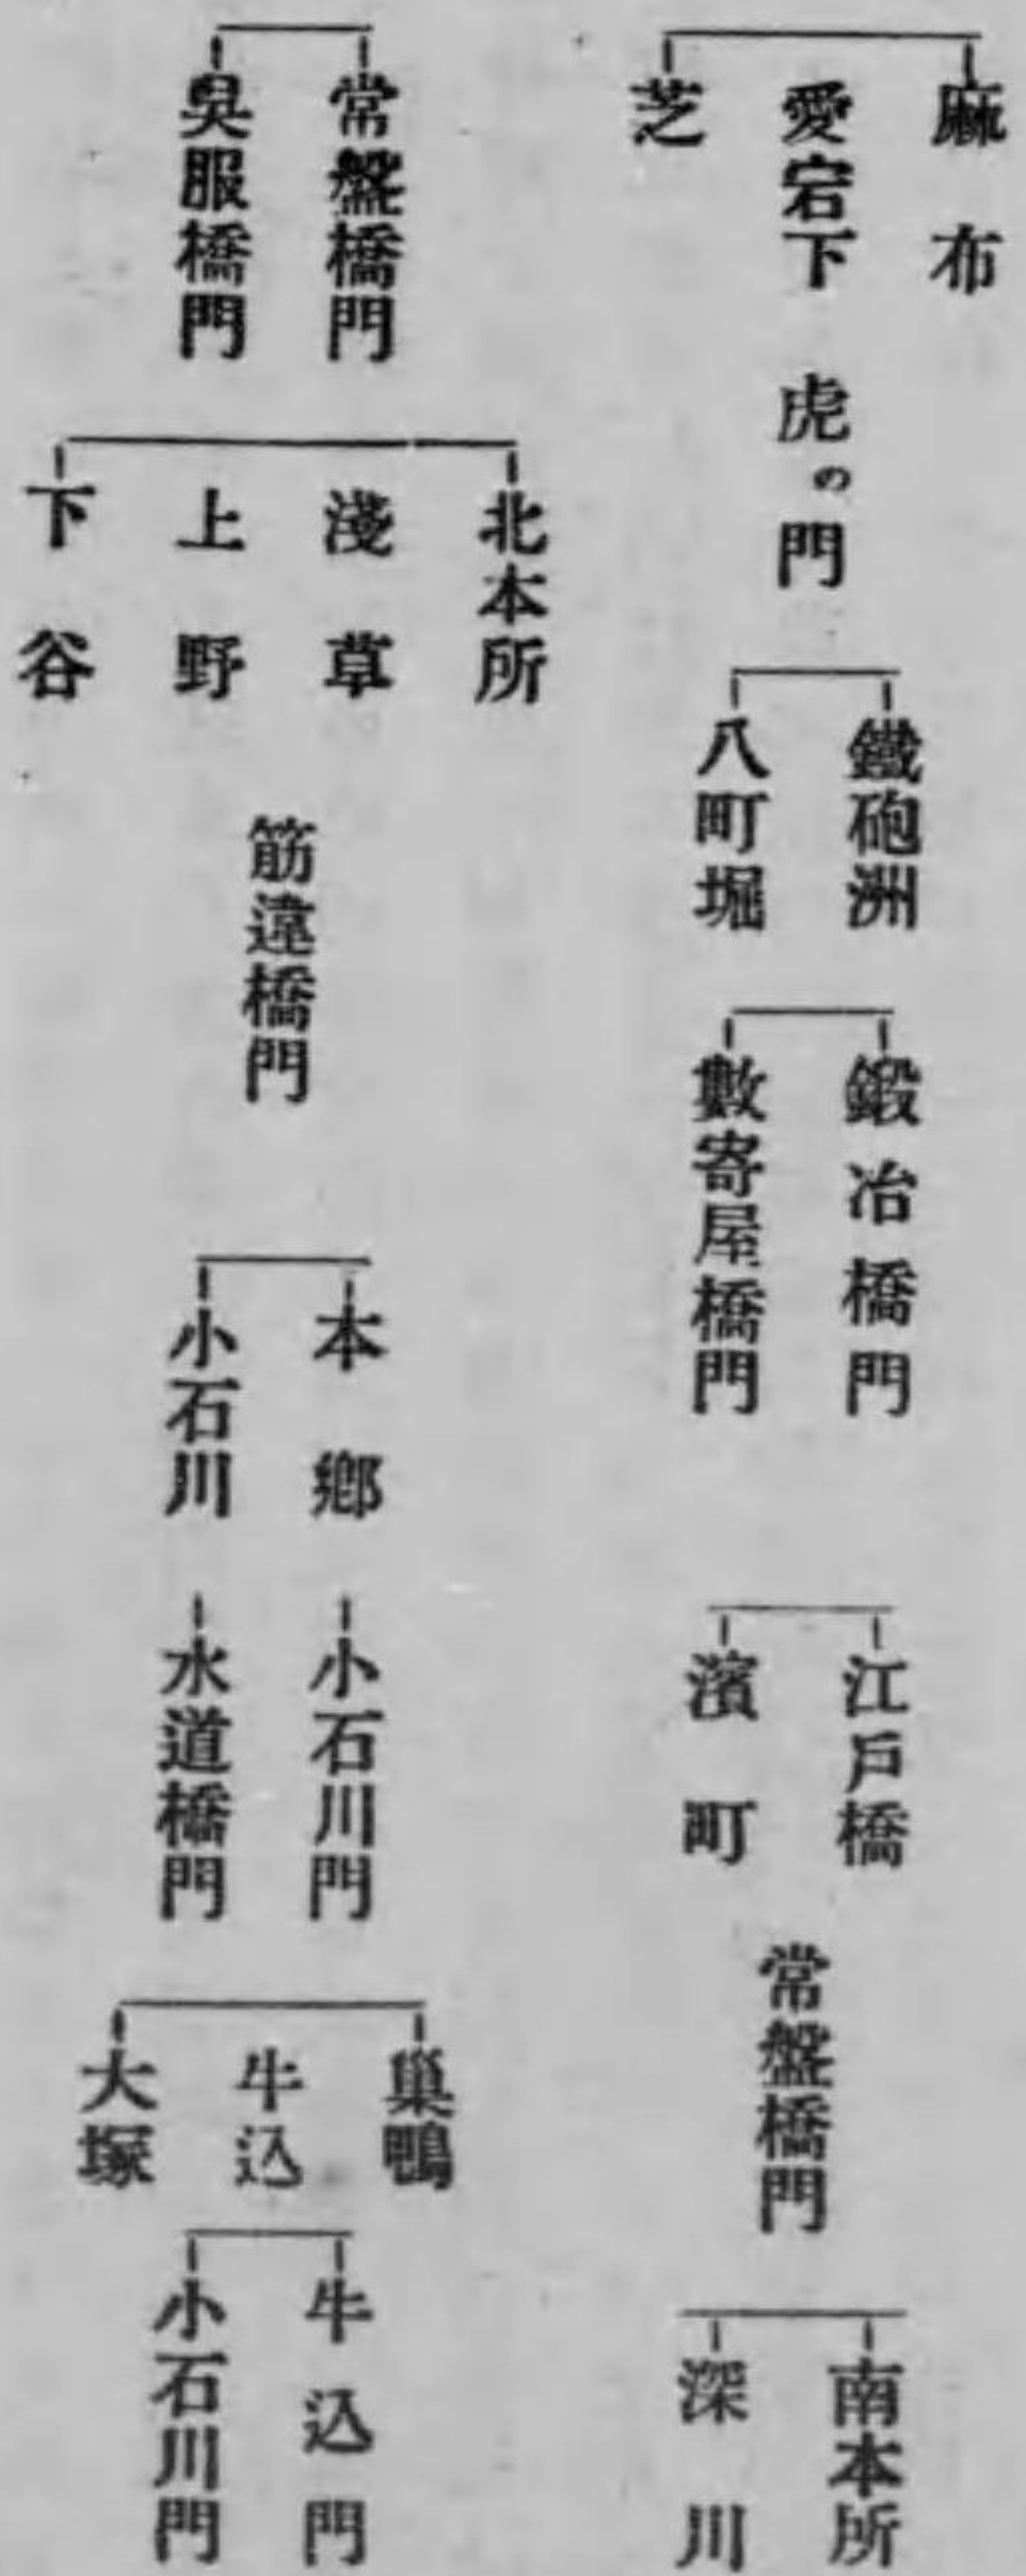 麻布
愛宕下
芝
虎の門
鐵砲洲
八町堀
鍛冶橋門
數寄屋橋門
江戸橋
濱町
常盤橋門
南本所
深川
常盤橋門
吳服橋門
北本所
淺草
上野
下谷
筋違橋門
本鄕
小石川
小石川門
水道橋門
巢鴨
牛込
大塚
牛込門
小石川門